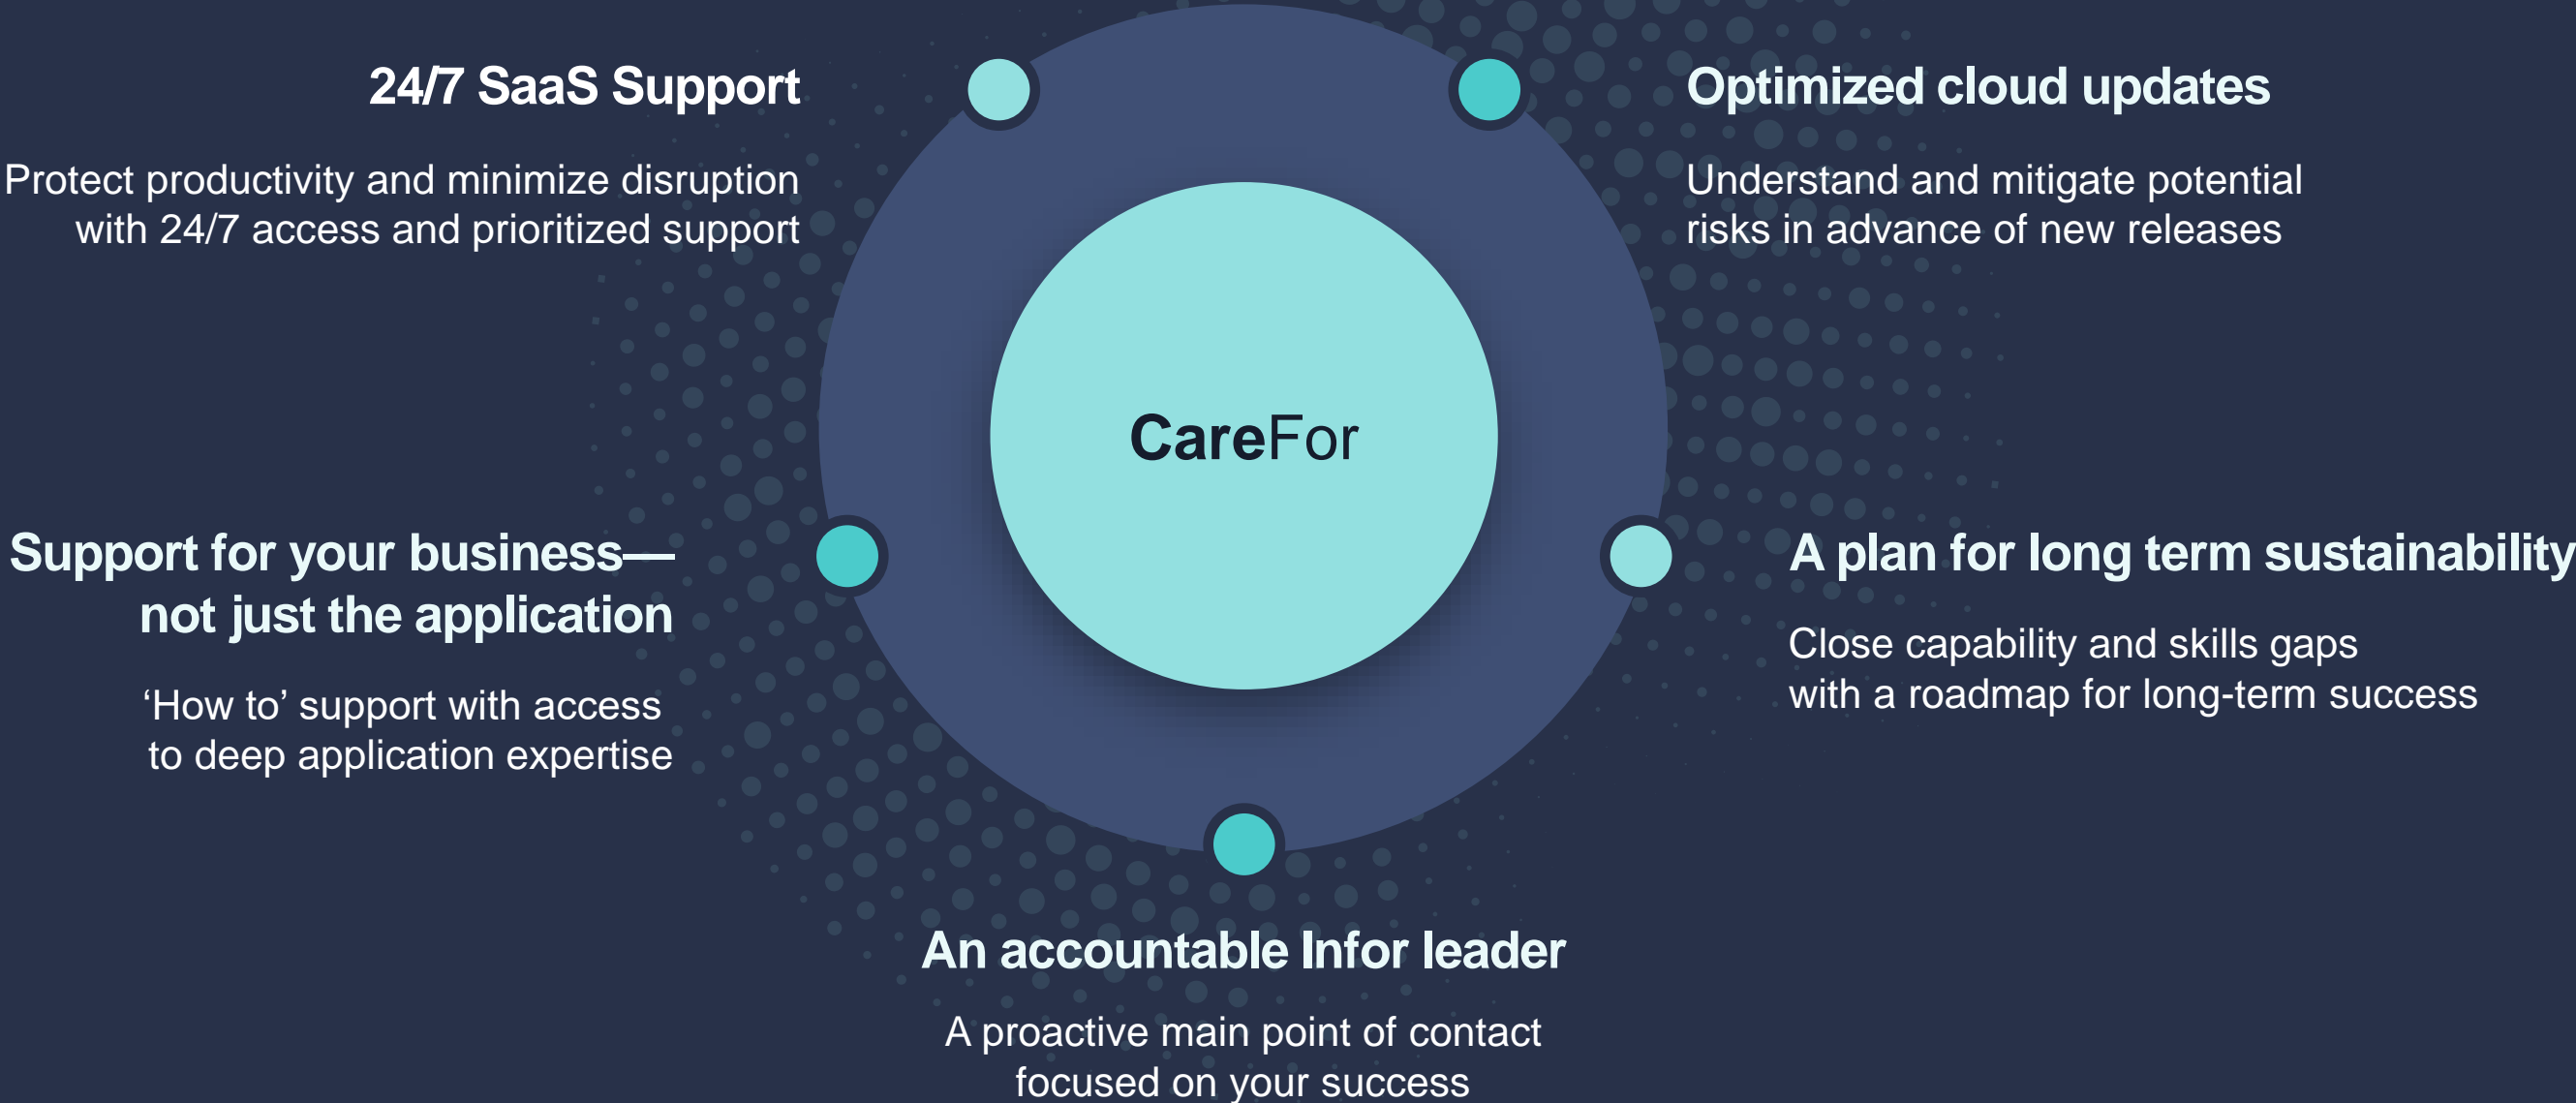 24/7 SaaS Support
Protect productivity and minimize disruption
with 24/7 access and prioritized support
Optimized cloud updates
Understand and mitigate potential
risks in advance of new releases
CareFor
Support for your business—
not just the application
‘How to’ support with access
to deep application expertise
A plan for long term sustainability
Close capability and skills gaps
with a roadmap for long-term success
An accountable Infor leader
A proactive main point of contact
focused on your success